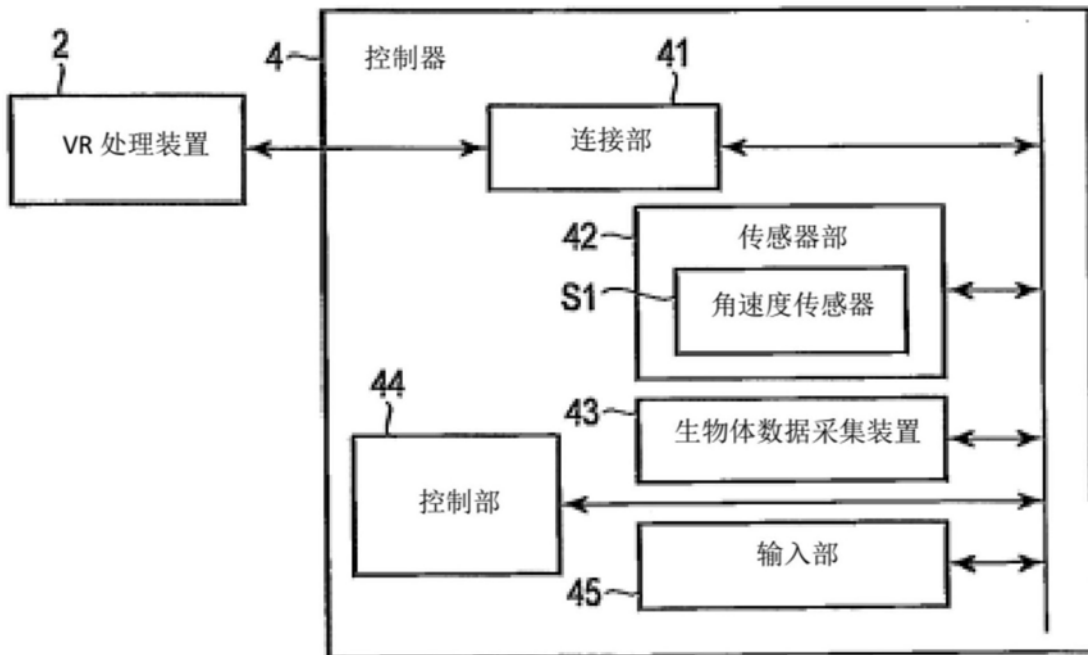 2
VR 处理装置
4
控制器
41
连接部
42
传感器部
S1
角速度传感器
44
控制部
43
生物体数据采集装置
输入部
45